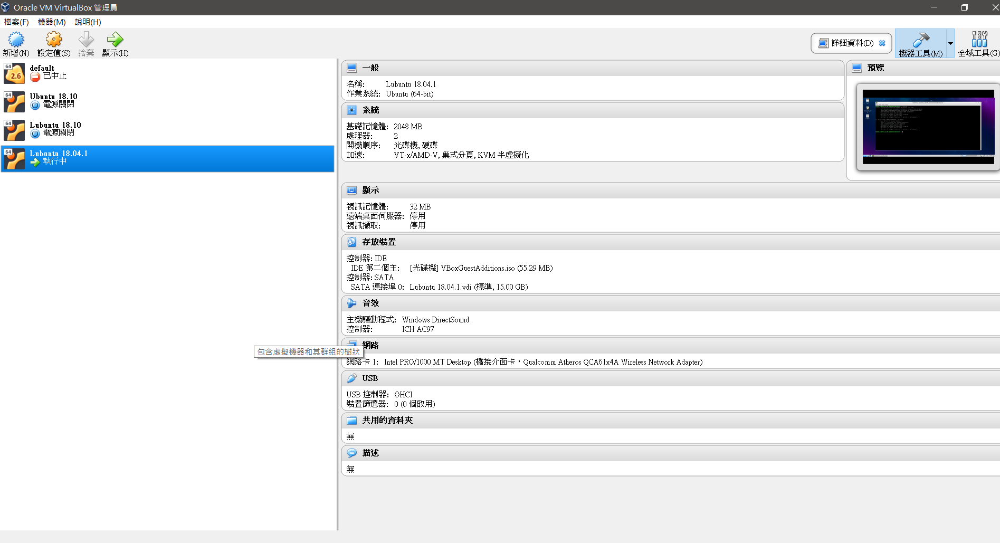 Oracle VM VirtualBox 管理員
檔案(F) 機器(M) 說明(H)
新增(N) 設定值(S) 捨棄 顯示(H)
詳細資料(D) 機器工具(M) 全域工具(G)
64 2.6 default
已中止
64 Ubuntu 18.10
電源關閉
64 Lubuntu 18.10
電源關閉
64 Lubuntu 18.04.1
執行中
一般
名稱: Lubuntu 18.04.1
作業系統: Ubuntu (64-bit)
預覽
系統
基礎記憶體: 2048 MB
處理器: 2
開機順序: 光碟機, 硬碟
加速: VT-x/AMD-V, 巢式分頁, KVM 半虛擬化
顯示
視訊記憶體: 32 MB
遠端桌面伺服器: 停用
視訊擷取: 停用
存放裝置
控制器: IDE
IDE 第二個主: [光碟機] VBoxGuestAdditions.iso (55.29 MB)
控制器: SATA
SATA 連接埠 0: Lubuntu 18.04.1.vdi (標準, 15.00 GB)
音效
主機驅動程式: Windows DirectSound
控制器: ICH AC97
網路
包含虛擬機器和其群組的樹狀
網路卡 1: Intel PRO/1000 MT Desktop (橋接介面卡，Qualcomm Atheros QCA61x4A Wireless Network Adapter)
USB
USB 控制器: OHCI
裝置篩選器: 0 (0 個啟用)
共用的資料夾
無
描述
無